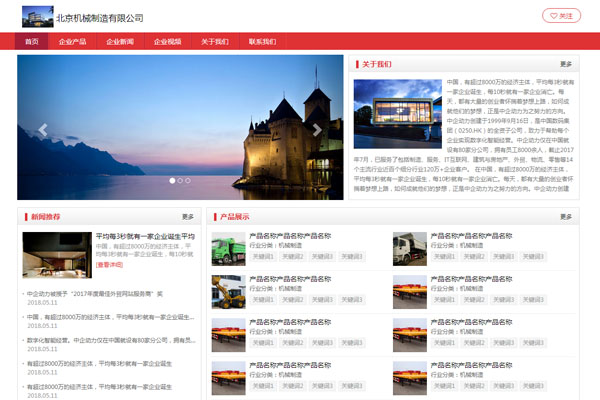 北京机械制造有限公司
关注
首页 企业产品 企业新闻 企业视频 关于我们 联系我们
关于我们 更多
中国，有超过8000万的经济主体，平均每3秒就有
一家企业诞生，每10秒就有一家企业消亡。每
天，都有大量的创业者怀揣着梦想上路，如何成
就他们的梦想，正是中企动力为之努力的方向。中
企动力创建于1999年9月16日，是中国数码集
团（0250.HK）的全资子公司，致力于帮助每个
企业实现数字化智能经营。中企动力仅在中国就
设有80家分公司，拥有员工8000余人，截止2017
年7月，已服务了包括制造、服务、IT互联网、建筑与房地产、外贸、物流、零售等14
个主流行业近百个细分行业120万+企业客户。 在中国，有超过8000万的经济主体，
平均每3秒就有一家企业诞生，每10秒就有一家企业消亡。每天，都有大量的创业者怀
揣着梦想上路，如何成就他们的梦想，正是中企动力为之努力的方向。中企动力创建
新闻推荐 更多
平均每3秒就有一家企业诞生平均
中国，有超过8000万的经济主体，平
均每3秒就有一家企业诞生，每10秒就
[查看详细]
中企动力被授予“2017年度最佳外贸网站服务商”奖
2018.05.11
中国，有超过8000万的经济主体，平均每3秒就有一家企业诞生...
2018.05.11
数字化智能经营。中企动力仅在中国就设有80家分公司，拥有员...
2018.05.11
有超过8000万的经济主体，平均每3秒就有一家企业诞生
2018.05.11
有超过8000万的经济主体，平均每3秒就有一家企业诞生
2018.05.11
产品展示 更多
产品名称产品名称产品名称 产品名称产品名称产品名称
行业分类：机械制造 行业分类：机械制造
关键词1 关键词2 关键词3 关键词3 关键词1 关键词2 关键词3 关键词3
产品名称产品名称产品名称 产品名称产品名称产品名称
行业分类：机械制造 行业分类：机械制造
关键词1 关键词2 关键词3 关键词3 关键词1 关键词2 关键词3 关键词3
产品名称产品名称产品名称 产品名称产品名称产品名称
行业分类：机械制造 行业分类：机械制造
关键词1 关键词2 关键词3 关键词3 关键词1 关键词2 关键词3 关键词3
产品名称产品名称产品名称 产品名称产品名称产品名称
行业分类：机械制造 行业分类：机械制造
关键词1 关键词2 关键词3 关键词3 关键词1 关键词2 关键词3 关键词3